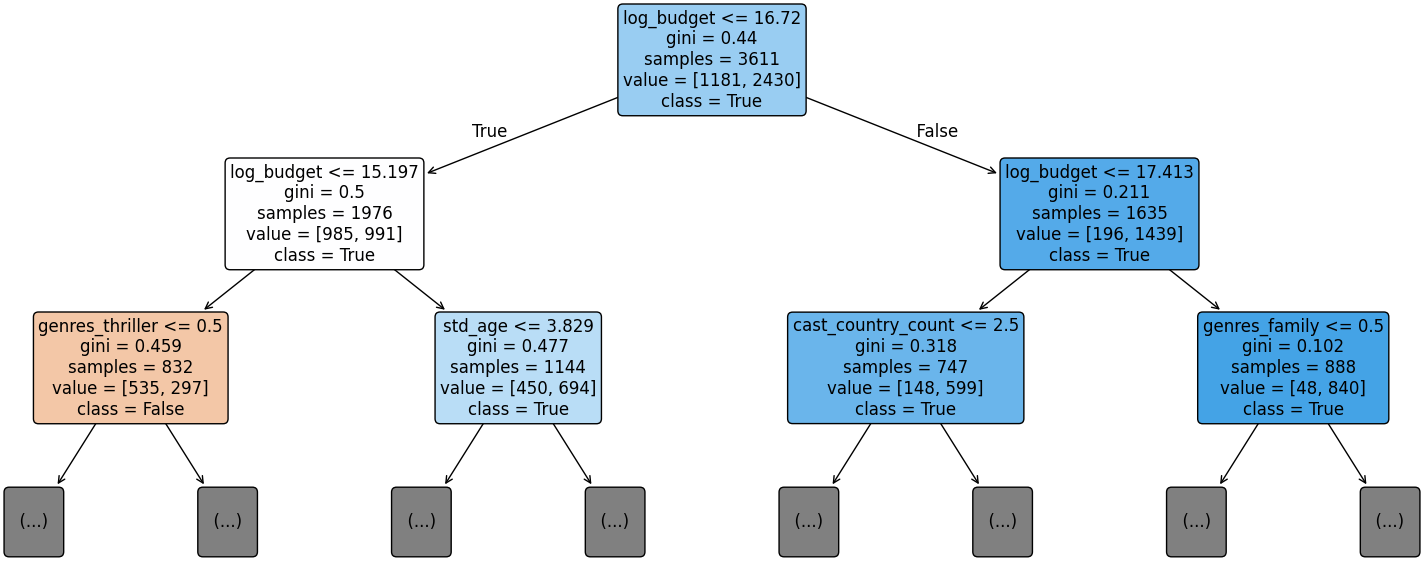 log_budget <= 16.72
gini = 0.44
samples = 3611
value = [1181, 2430]
class = True
True
False
log_budget <= 15.197
gini = 0.5
samples = 1976
value = [985, 991]
class = True
log_budget <= 17.413
gini = 0.211
samples = 1635
value = [196, 1439]
class = True
genres_thriller <= 0.5
gini = 0.459
samples = 832
value = [535, 297]
class = False
std_age <= 3.829
gini = 0.477
samples = 1144
value = [450, 694]
class = True
cast_country_count <= 2.5
gini = 0.318
samples = 747
value = [148, 599]
class = True
genres_family <= 0.5
gini = 0.102
samples = 888
value = [48, 840]
class = True
(...)
(...)
(...)
(...)
(...)
(...)
(...)
(...)